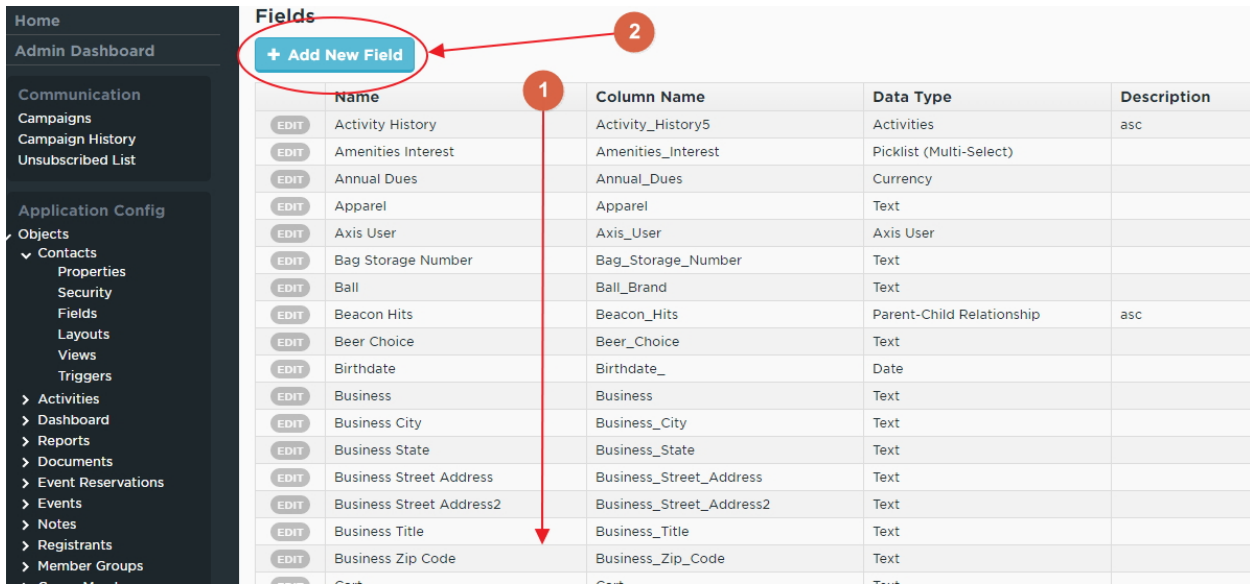 Home
Admin Dashboard
Communication
Campaigns
Campaign History
Unsubscribed List
Application Config
Objects
Contacts
Properties
Security
Fields
Layouts
Views
Triggers
Activities
Dashboard
Reports
Documents
Event Reservations
Events
Notes
Registrants
Member Groups
Fields
2
+ Add New Field
1
Name Column Name Data Type Description
EDIT Activity History Activity_History5 Activities asc
EDIT Amenities Interest Amenities_Interest Picklist (Multi-Select)
EDIT Annual Dues Annual_Dues Currency
EDIT Apparel Apparel Text
EDIT Axis User Axis_User Axis User
EDIT Bag Storage Number Bag_Storage_Number Text
EDIT Ball Ball_Brand Text
EDIT Beacon Hits Beacon_Hits Parent-Child Relationship asc
EDIT Beer Choice Beer_Choice Text
EDIT Birthdate Birthdate_ Date
EDIT Business Business Text
EDIT Business City Business_City Text
EDIT Business State Business_State Text
EDIT Business Street Address Business_Street_Address Text
EDIT Business Street Address2 Business_Street_Address2 Text
EDIT Business Title Business_Title Text
EDIT Business Zip Code Business_Zip_Code Text